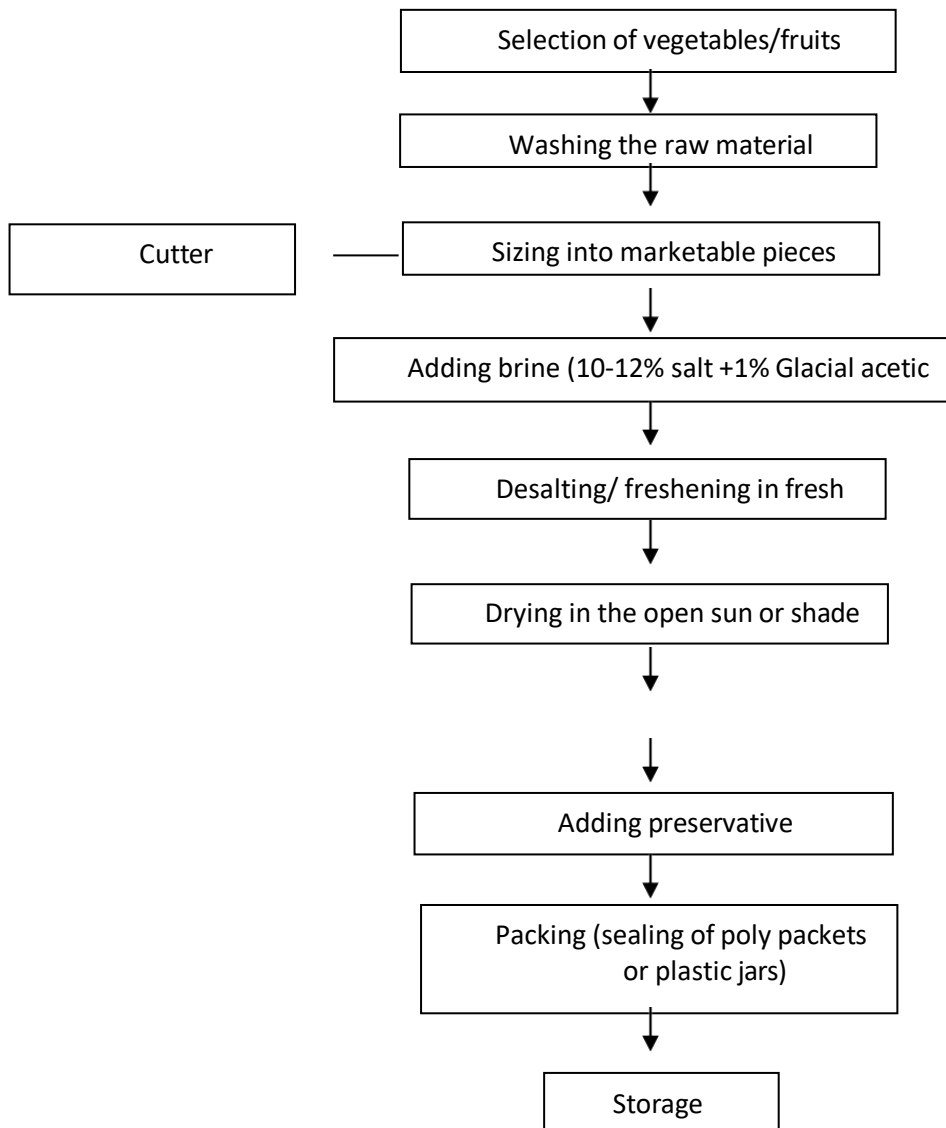 Selection of vegetables/fruits
Washing the raw material
Cutter
Sizing into marketable pieces
Adding brine (10-12% salt +1% Glacial acetic
Desalting/ freshening in fresh
Drying in the open sun or shade
Adding preservative
Packing (sealing of poly packets
or plastic jars)
Storage